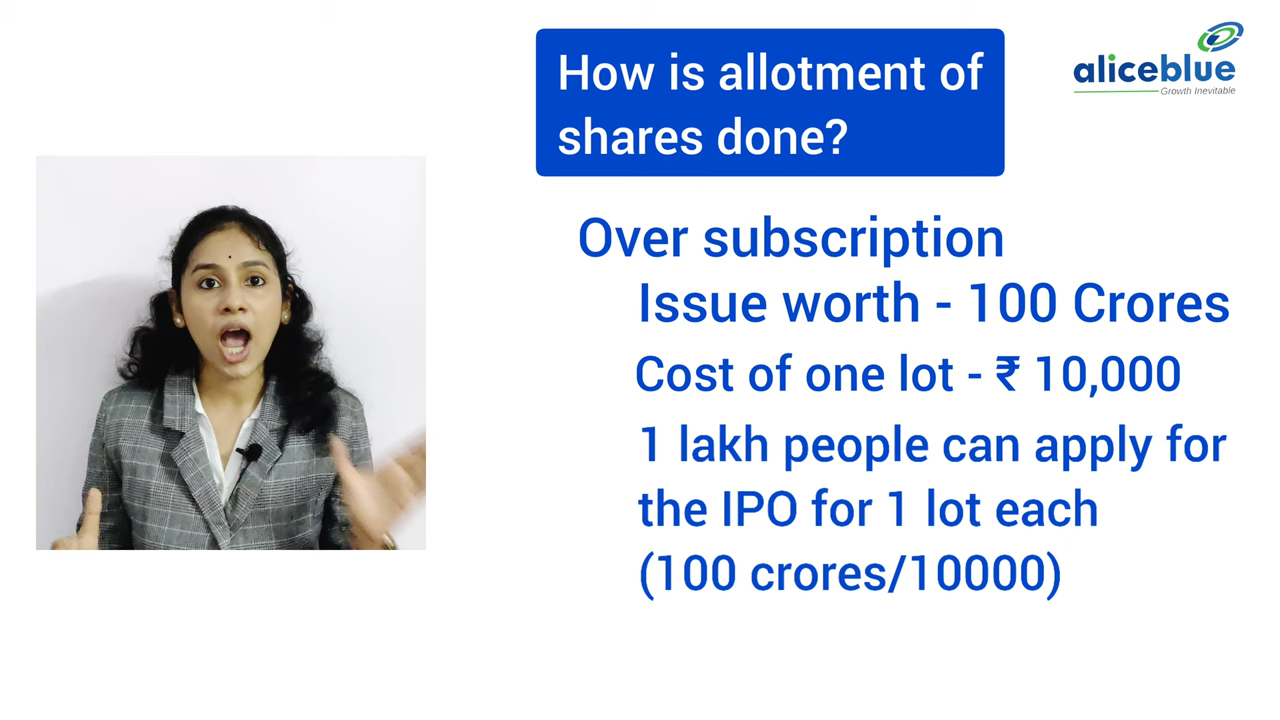 How is allotment of
shares done?
aliceblue
Growth Inevitable
Over subscription
Issue worth - 100 Crores
Cost of one lot - ₹ 10,000
1 lakh people can apply for
the IPO for 1 lot each
(100 crores/10000)